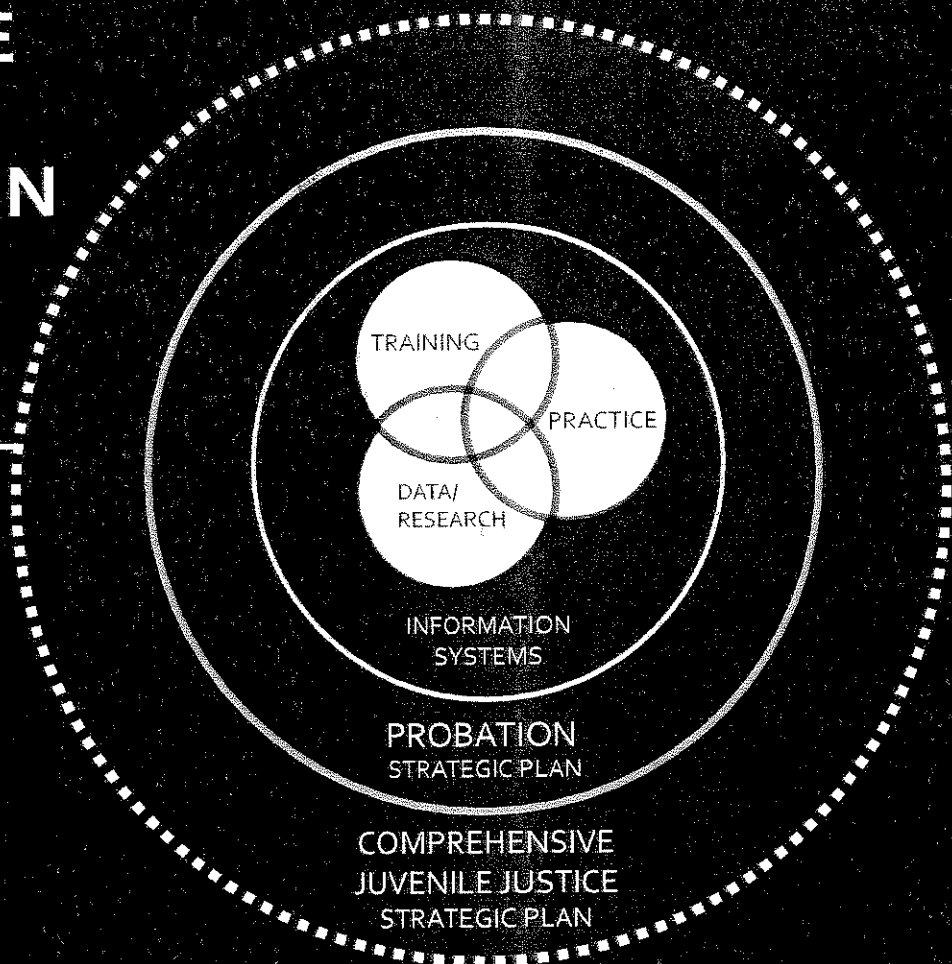 E
N
TRAINING
PRACTICE
DATA/
RESEARCH
INFORMATION
SYSTEMS
PROBATION
STRATEGIC PLAN
COMPREHENSIVE
JUVENILE JUSTICE
STRATEGIC PLAN